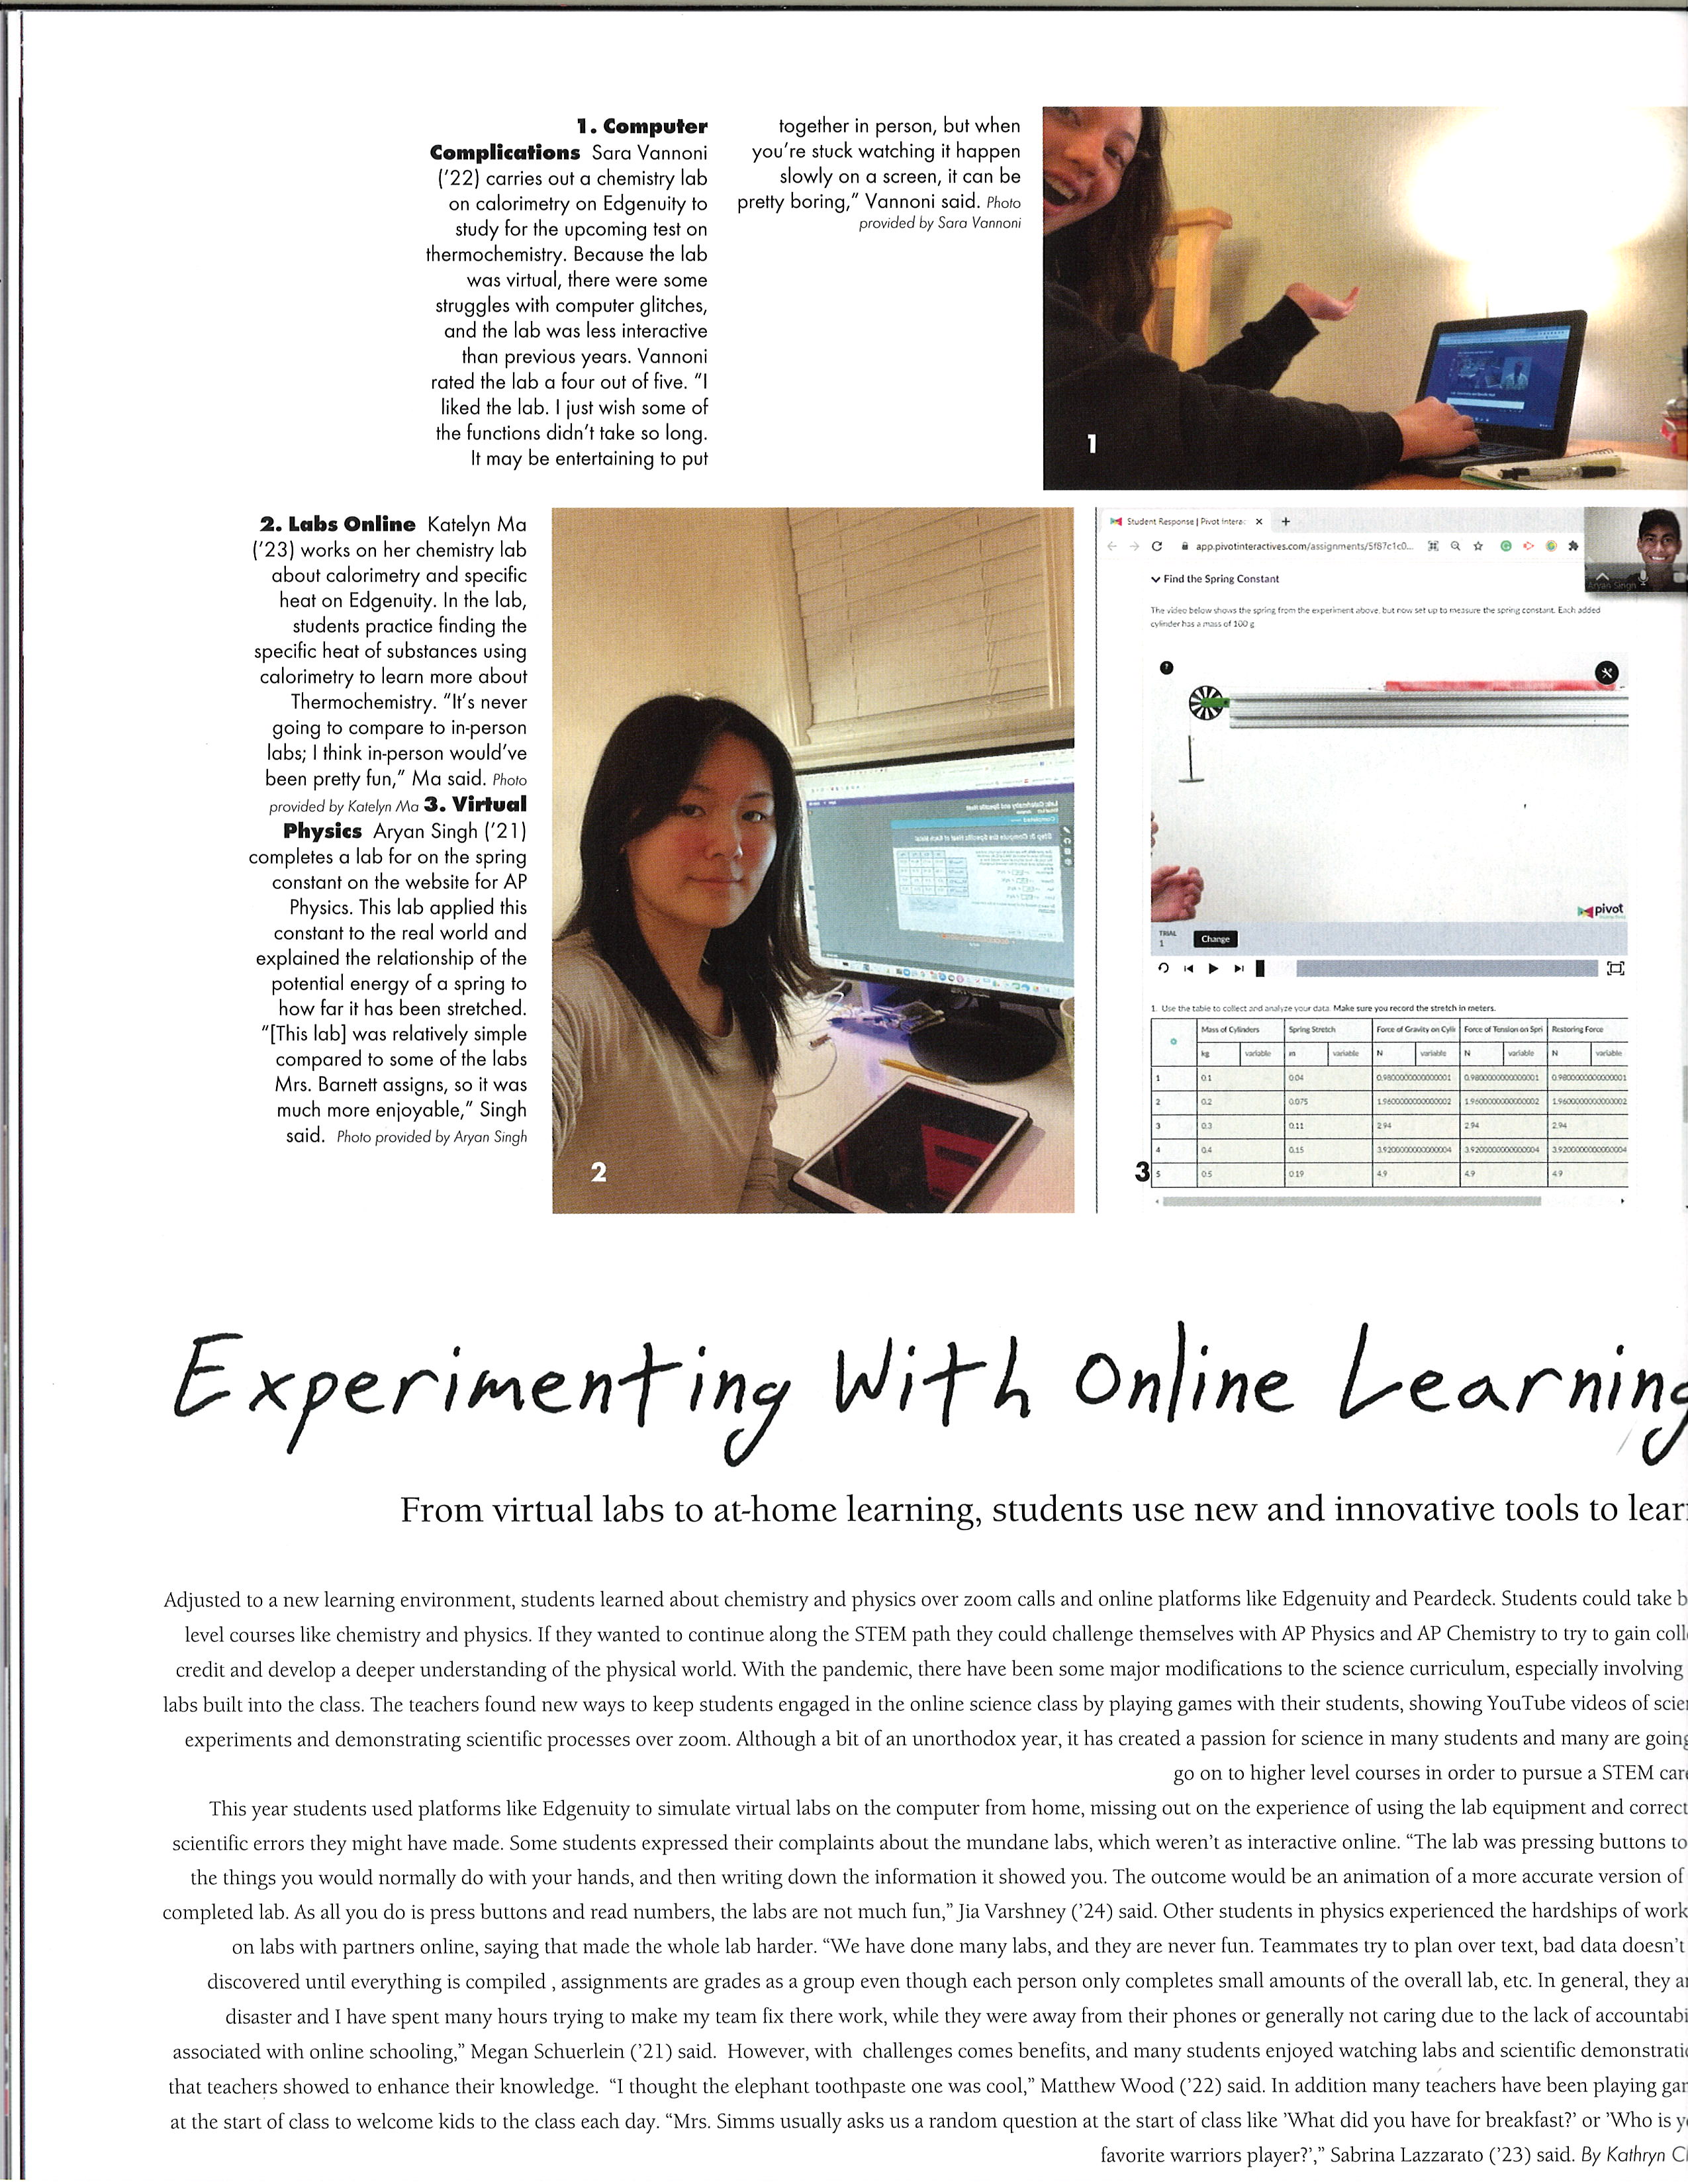 1. Computer
Complications Sara Vannoni
('22) carries out a chemistry lab
on calorimetry on Edgenuity to
study for the upcoming test on
thermochemistry. Because the lab
was virtual, there were some
struggles with computer glitches,
and the lab was less interactive
than previous years. Vannoni
rated the lab a four out of five. “I
liked the lab. I just wish some of
the functions didn't take so long.
It may be entertaining to put
together in person, but when
you're stuck watching it happen
slowly on a screen, it can be
pretty boring,” Vannoni said. Photo
provided by Sara Vannoni
1
2. Labs Online Katelyn Ma
('23) works on her chemistry lab
about calorimetry and specific
heat on Edgenuity. In the lab,
students practice finding the
specific heat of substances using
calorimetry to learn more about
Thermochemistry. “It's never
going to compare to in-person
labs; I think in-person would've
been pretty fun,” Ma said. Photo
provided by Katelyn Ma 3. Virtual
Physics Aryan Singh ('21)
completes a lab for on the spring
constant on the website for AP
Physics. This lab applied this
constant to the real world and
explained the relationship of the
potential energy of a spring to
how far it has been stretched.
“[This lab] was relatively simple
compared to some of the labs
Mrs. Barnett assigns, so it was
much more enjoyable,” Singh
said. Photo provided by Aryan Singh
2
Student Response | Pivot Intera
app.pivotinteractives.com/assignments/5f87c1c0...
Aryan Singh
Find the Spring Constant
The video below shows the spring from the experiment above, but now set up to measure the spring constant. Each added
cylinder has a mass of 100 g
pivot
TRIAL
1
Change
1. Use the table to collect and analyze your data. Make sure you record the stretch in meters.
Mass of Cylinders Spring Stretch Force of Gravity on Cylin Force of Tension on Spri Restoring Force
kg variable m variable N variable N variable N variable
1 0.1 0.04 0.9800000000000001 0.9800000000000001 0.9800000000000001
2 0.2 0.075 1.9600000000000002 1.9600000000000002 1.9600000000000002
3 0.3 0.11 2.94 2.94 2.94
4 0.4 0.15 3.9200000000000004 3.9200000000000004 3.9200000000000004
5 0.5 0.19 4.9 4.9 4.9
3
Experimenting With Online Learning
From virtual labs to at-home learning, students use new and innovative tools to lear
Adjusted to a new learning environment, students learned about chemistry and physics over zoom calls and online platforms like Edgenuity and Peardeck. Students could take b
level courses like chemistry and physics. If they wanted to continue along the STEM path they could challenge themselves with AP Physics and AP Chemistry to try to gain coll
credit and develop a deeper understanding of the physical world. With the pandemic, there have been some major modifications to the science curriculum, especially involving
labs built into the class. The teachers found new ways to keep students engaged in the online science class by playing games with their students, showing YouTube videos of scie
experiments and demonstrating scientific processes over zoom. Although a bit of an unorthodox year, it has created a passion for science in many students and many are going
go on to higher level courses in order to pursue a STEM car
This year students used platforms like Edgenuity to simulate virtual labs on the computer from home, missing out on the experience of using the lab equipment and correct
scientific errors they might have made. Some students expressed their complaints about the mundane labs, which weren't as interactive online. “The lab was pressing buttons to
the things you would normally do with your hands, and then writing down the information it showed you. The outcome would be an animation of a more accurate version of
completed lab. As all you do is press buttons and read numbers, the labs are not much fun,” Jia Varshney ('24) said. Other students in physics experienced the hardships of work
on labs with partners online, saying that made the whole lab harder. “We have done many labs, and they are never fun. Teammates try to plan over text, bad data doesn't
discovered until everything is compiled , assignments are grades as a group even though each person only completes small amounts of the overall lab, etc. In general, they a
disaster and I have spent many hours trying to make my team fix there work, while they were away from their phones or generally not caring due to the lack of accountabi
associated with online schooling,” Megan Schuerlein ('21) said. However, with challenges comes benefits, and many students enjoyed watching labs and scientific demonstrati
that teachers showed to enhance their knowledge. “I thought the elephant toothpaste one was cool,” Matthew Wood ('22) said. In addition many teachers have been playing ga
at the start of class to welcome kids to the class each day. “Mrs. Simms usually asks us a random question at the start of class like 'What did you have for breakfast?' or 'Who is y
favorite warriors player?',” Sabrina Lazzarato ('23) said. By Kathryn C